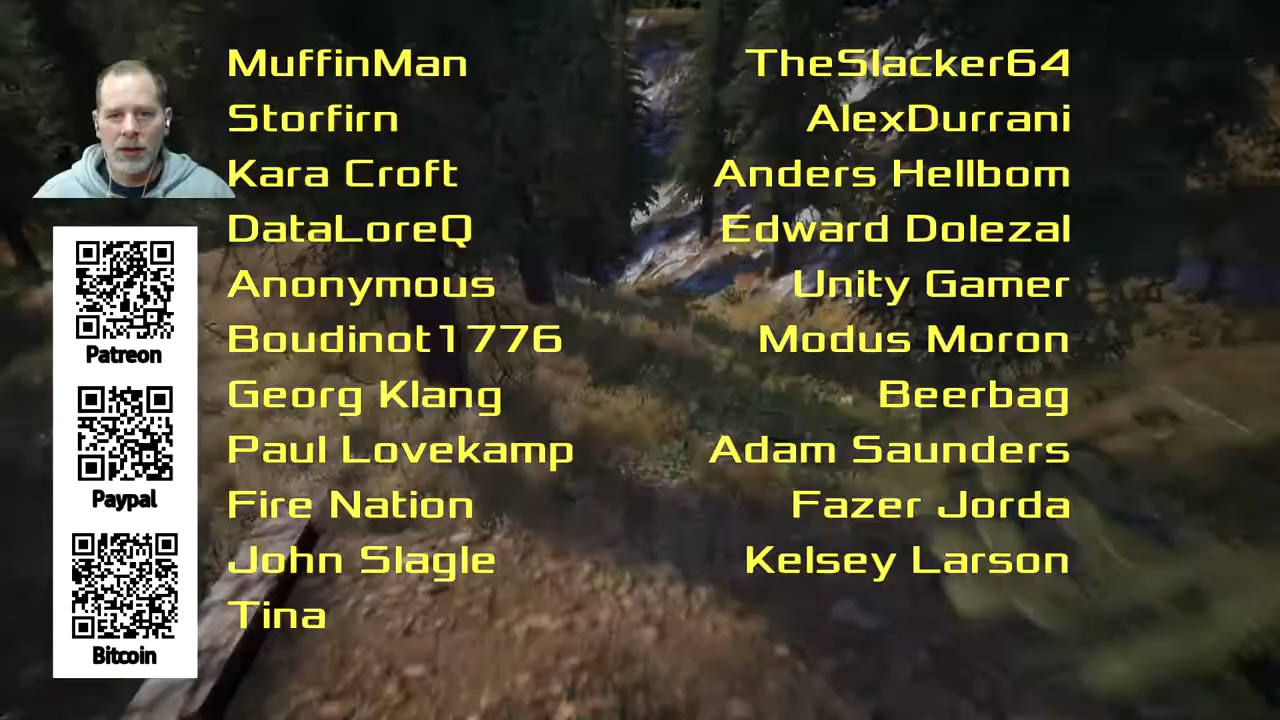 MuffinMan
Storfirn
Kara Croft
DataLoreQ
Anonymous
Boudinot1776
Georg Klang
Paul Lovekamp
Fire Nation
John Slagle
Tina
TheSlacker64
AlexDurrani
Anders Hellbom
Edward Dolezal
Unity Gamer
Modus Moron
Beerbag
Adam Saunders
Fazer Jorda
Kelsey Larson
Patreon
Paypal
Bitcoin